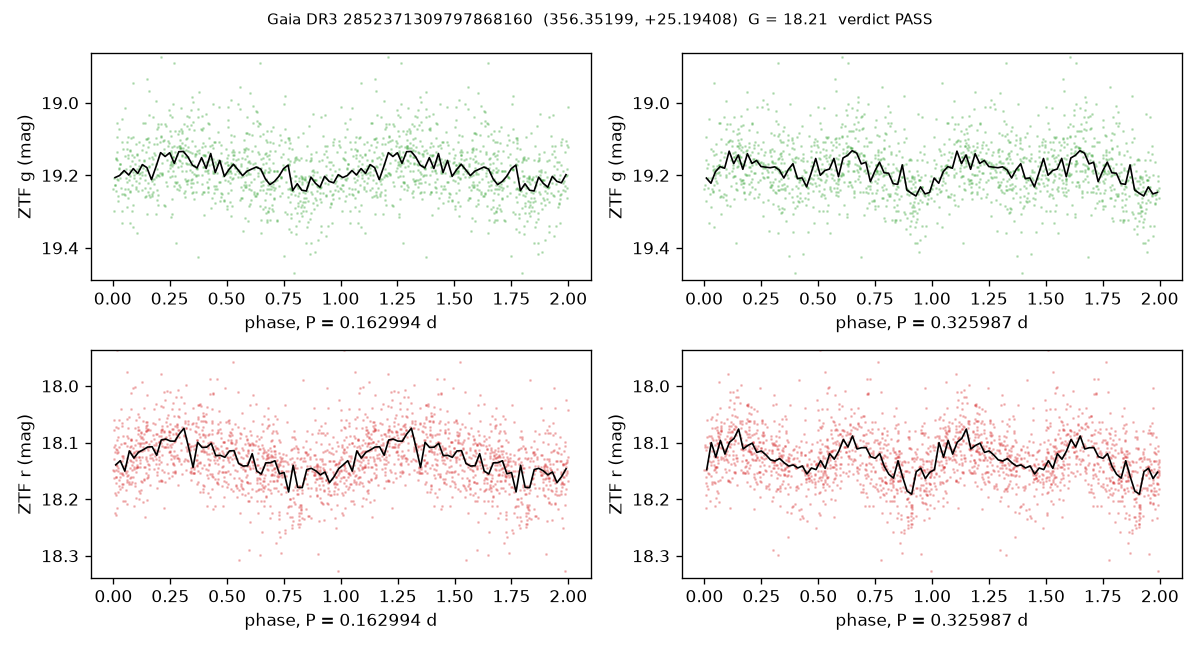 Gaia DR3 2852371309797868160 (356.35199, +25.19408) G = 18.21 verdict PASS
ZTF g (mag)
19.0
19.2
19.4
0.00 0.25 0.50 0.75 1.00 1.25 1.50 1.75 2.00
phase, P = 0.162994 d
ZTF g (mag)
19.0
19.2
19.4
0.00 0.25 0.50 0.75 1.00 1.25 1.50 1.75 2.00
phase, P = 0.325987 d
ZTF r (mag)
18.0
18.1
18.2
18.3
0.00 0.25 0.50 0.75 1.00 1.25 1.50 1.75 2.00
phase, P = 0.162994 d
ZTF r (mag)
18.0
18.1
18.2
18.3
0.00 0.25 0.50 0.75 1.00 1.25 1.50 1.75 2.00
phase, P = 0.325987 d